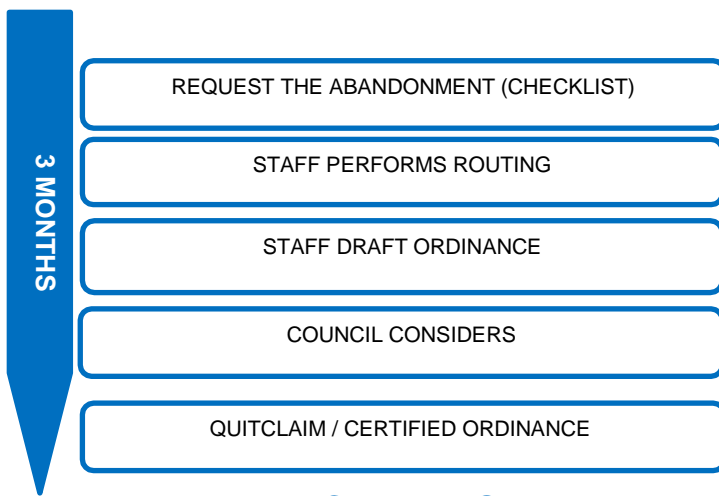 REQUEST THE ABANDONMENT (CHECKLIST)
STAFF PERFORMS ROUTING
3 MONTHS
STAFF DRAFT ORDINANCE
COUNCIL CONSIDERS
QUITCLAIM / CERTIFIED ORDINANCE